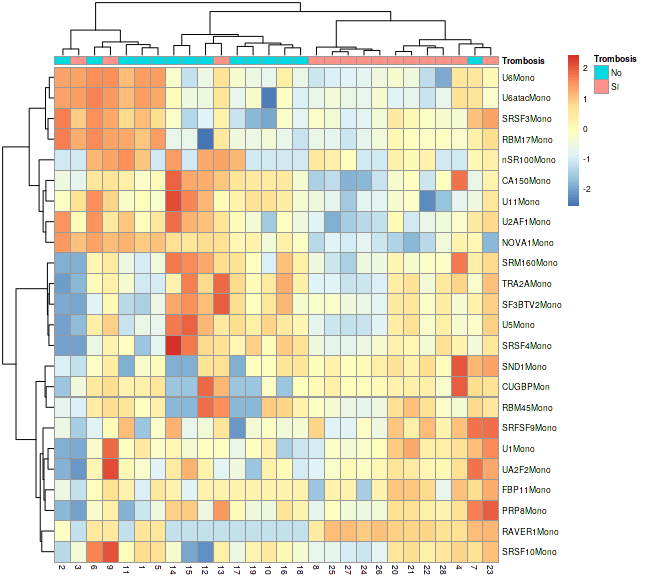 Trombosis
U6Mono
U6atacMono
SRSF3Mono
RBM17Mono
nSR100Mono
CA150Mono
U11Mono
U2AF1Mono
NOVA1Mono
SRM160Mono
TRA2AMono
SF3BTV2Mono
U5Mono
SRSF4Mono
SND1Mono
CUGBPMon
RBM45Mono
SRFSF9Mono
U1Mono
UA2F2Mono
FBP11Mono
PRP8Mono
RAVER1Mono
SRSF10Mono
2 3 6 9 11 1 5 14 15 12 13 17 19 10 16 18 8 25 27 24 26 20 21 22 28 4 7 23
2
1
0
-1
-2
Trombosis
No
SI